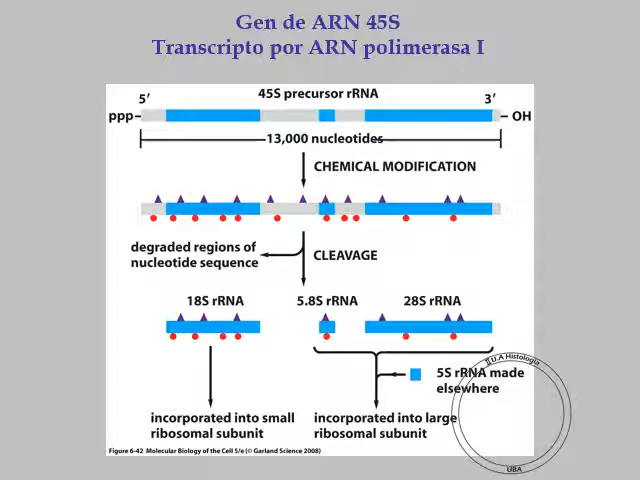 Gen de ARN 45S
Transcripto por ARN polimerasa I
45S precursor rRNA
5′
3′
ppp
OH
13,000 nucleotides
CHEMICAL MODIFICATION
degraded regions of
nucleotide sequence
CLEAVAGE
18S rRNA
5.8S rRNA
28S rRNA
5S rRNA made
elsewhere
incorporated into small
ribosomal subunit
incorporated into large
ribosomal subunit
Figure 6-42 Molecular Biology of the Cell 5/e (© Garland Science 2008)
II U.A Histología
UBA